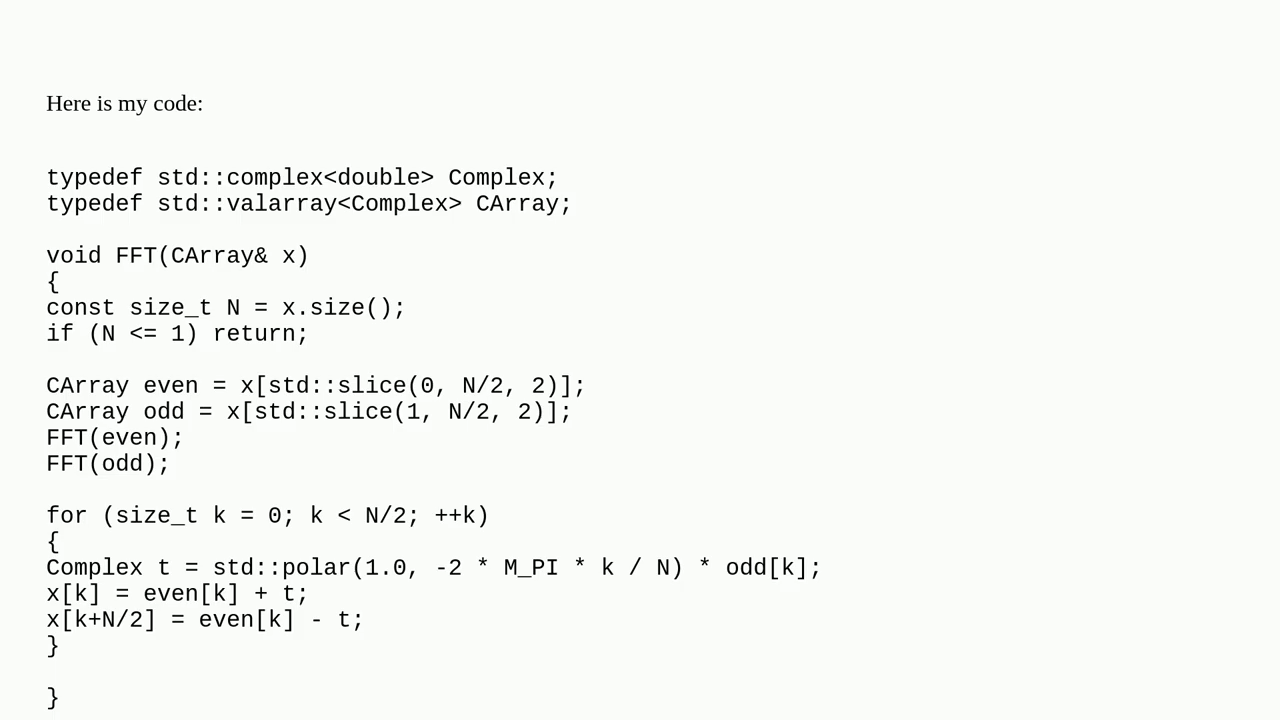 Here is my code:
typedef std::complex<double> Complex;
typedef std::valarray<Complex> CArray;
void FFT(CArray& x)
{
const size_t N = x.size();
if (N <= 1) return;
CArray even = x[std::slice(0, N/2, 2)];
CArray odd = x[std::slice(1, N/2, 2)];
FFT(even);
FFT(odd);
for (size_t k = 0; k < N/2; ++k)
{
Complex t = std::polar(1.0, -2 * M_PI * k / N) * odd[k];
x[k] = even[k] + t;
x[k+N/2] = even[k] - t;
}
}